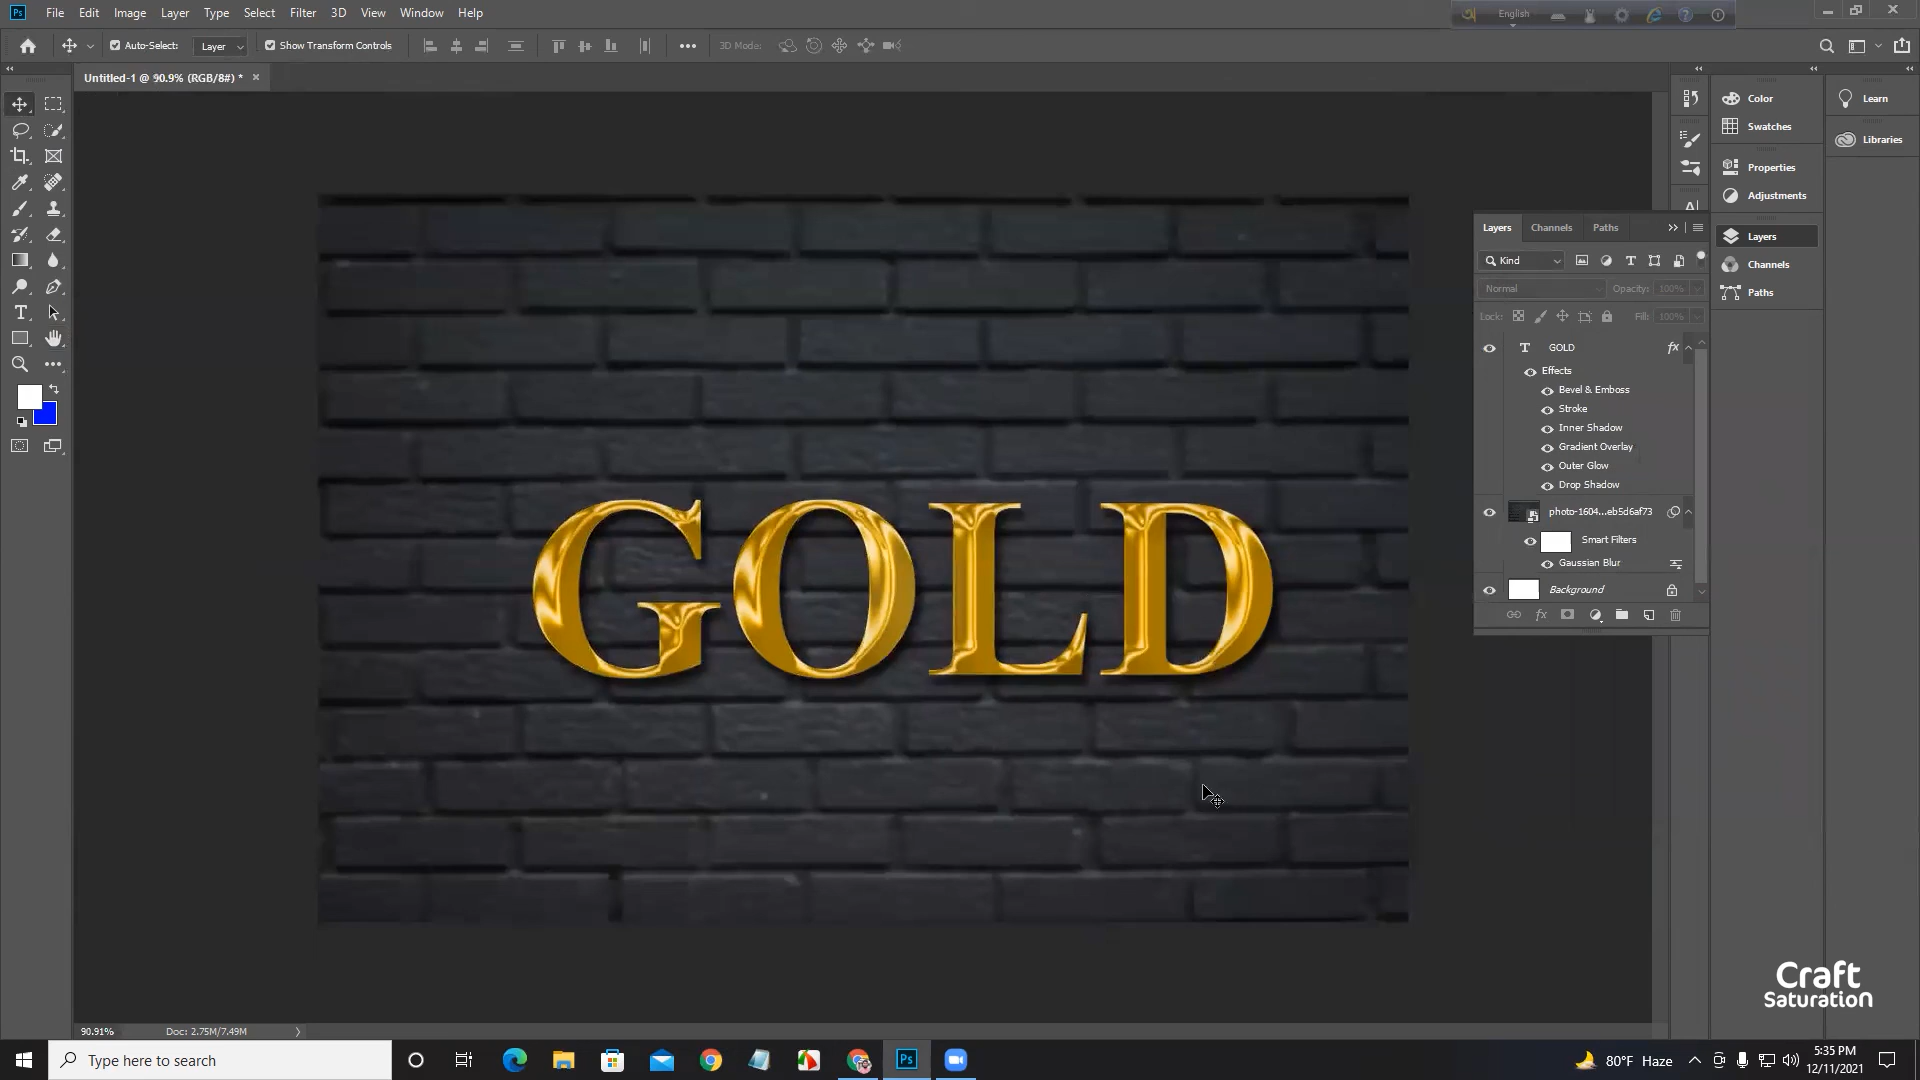 Ps File Edit Image Layer Type Select Filter 3D View Window Help
English
Auto-Select: Layer Show Transform Controls 3D Mode:
Untitled-1 @ 90.9% (RGB/8#) *
Color
Swatches
Properties
Adjustments
Layers
Channels
Paths
Learn
Libraries
Layers Channels Paths
Kind
Normal Opacity: 100%
Lock: Fill: 100%
T GOLD fx
Effects
Bevel & Emboss
Stroke
Inner Shadow
Gradient Overlay
Outer Glow
Drop Shadow
photo-1604...eb5d6af73
Smart Filters
Gaussian Blur
Background
fx
GOLD
Craft
Saturation
90.91% Doc: 2.75M/7.49M
Type here to search
Ps
80°F Haze
5:35 PM
12/11/2021